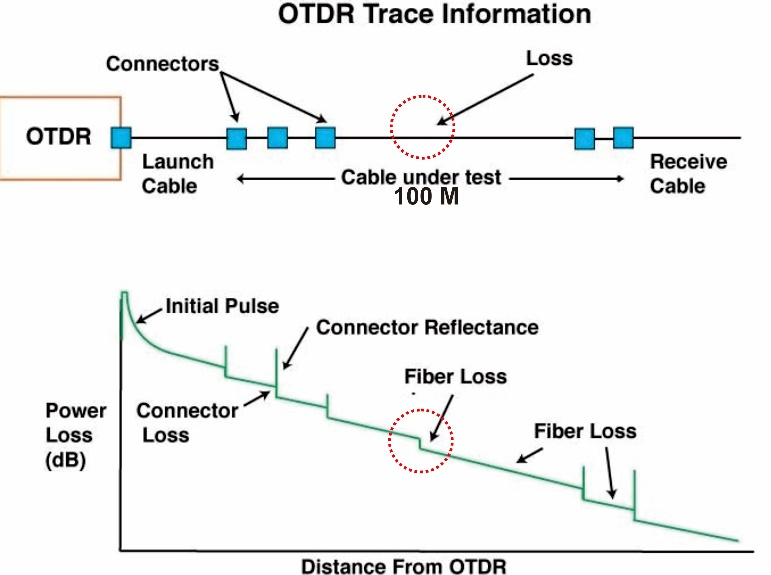 OTDR Trace Information
Connectors
Loss
OTDR
Launch
Cable
Cable under test
100 M
Receive
Cable
Initial Pulse
Connector Reflectance
Fiber Loss
Power
Loss
(dB)
Connector
Loss
Fiber Loss
Distance From OTDR